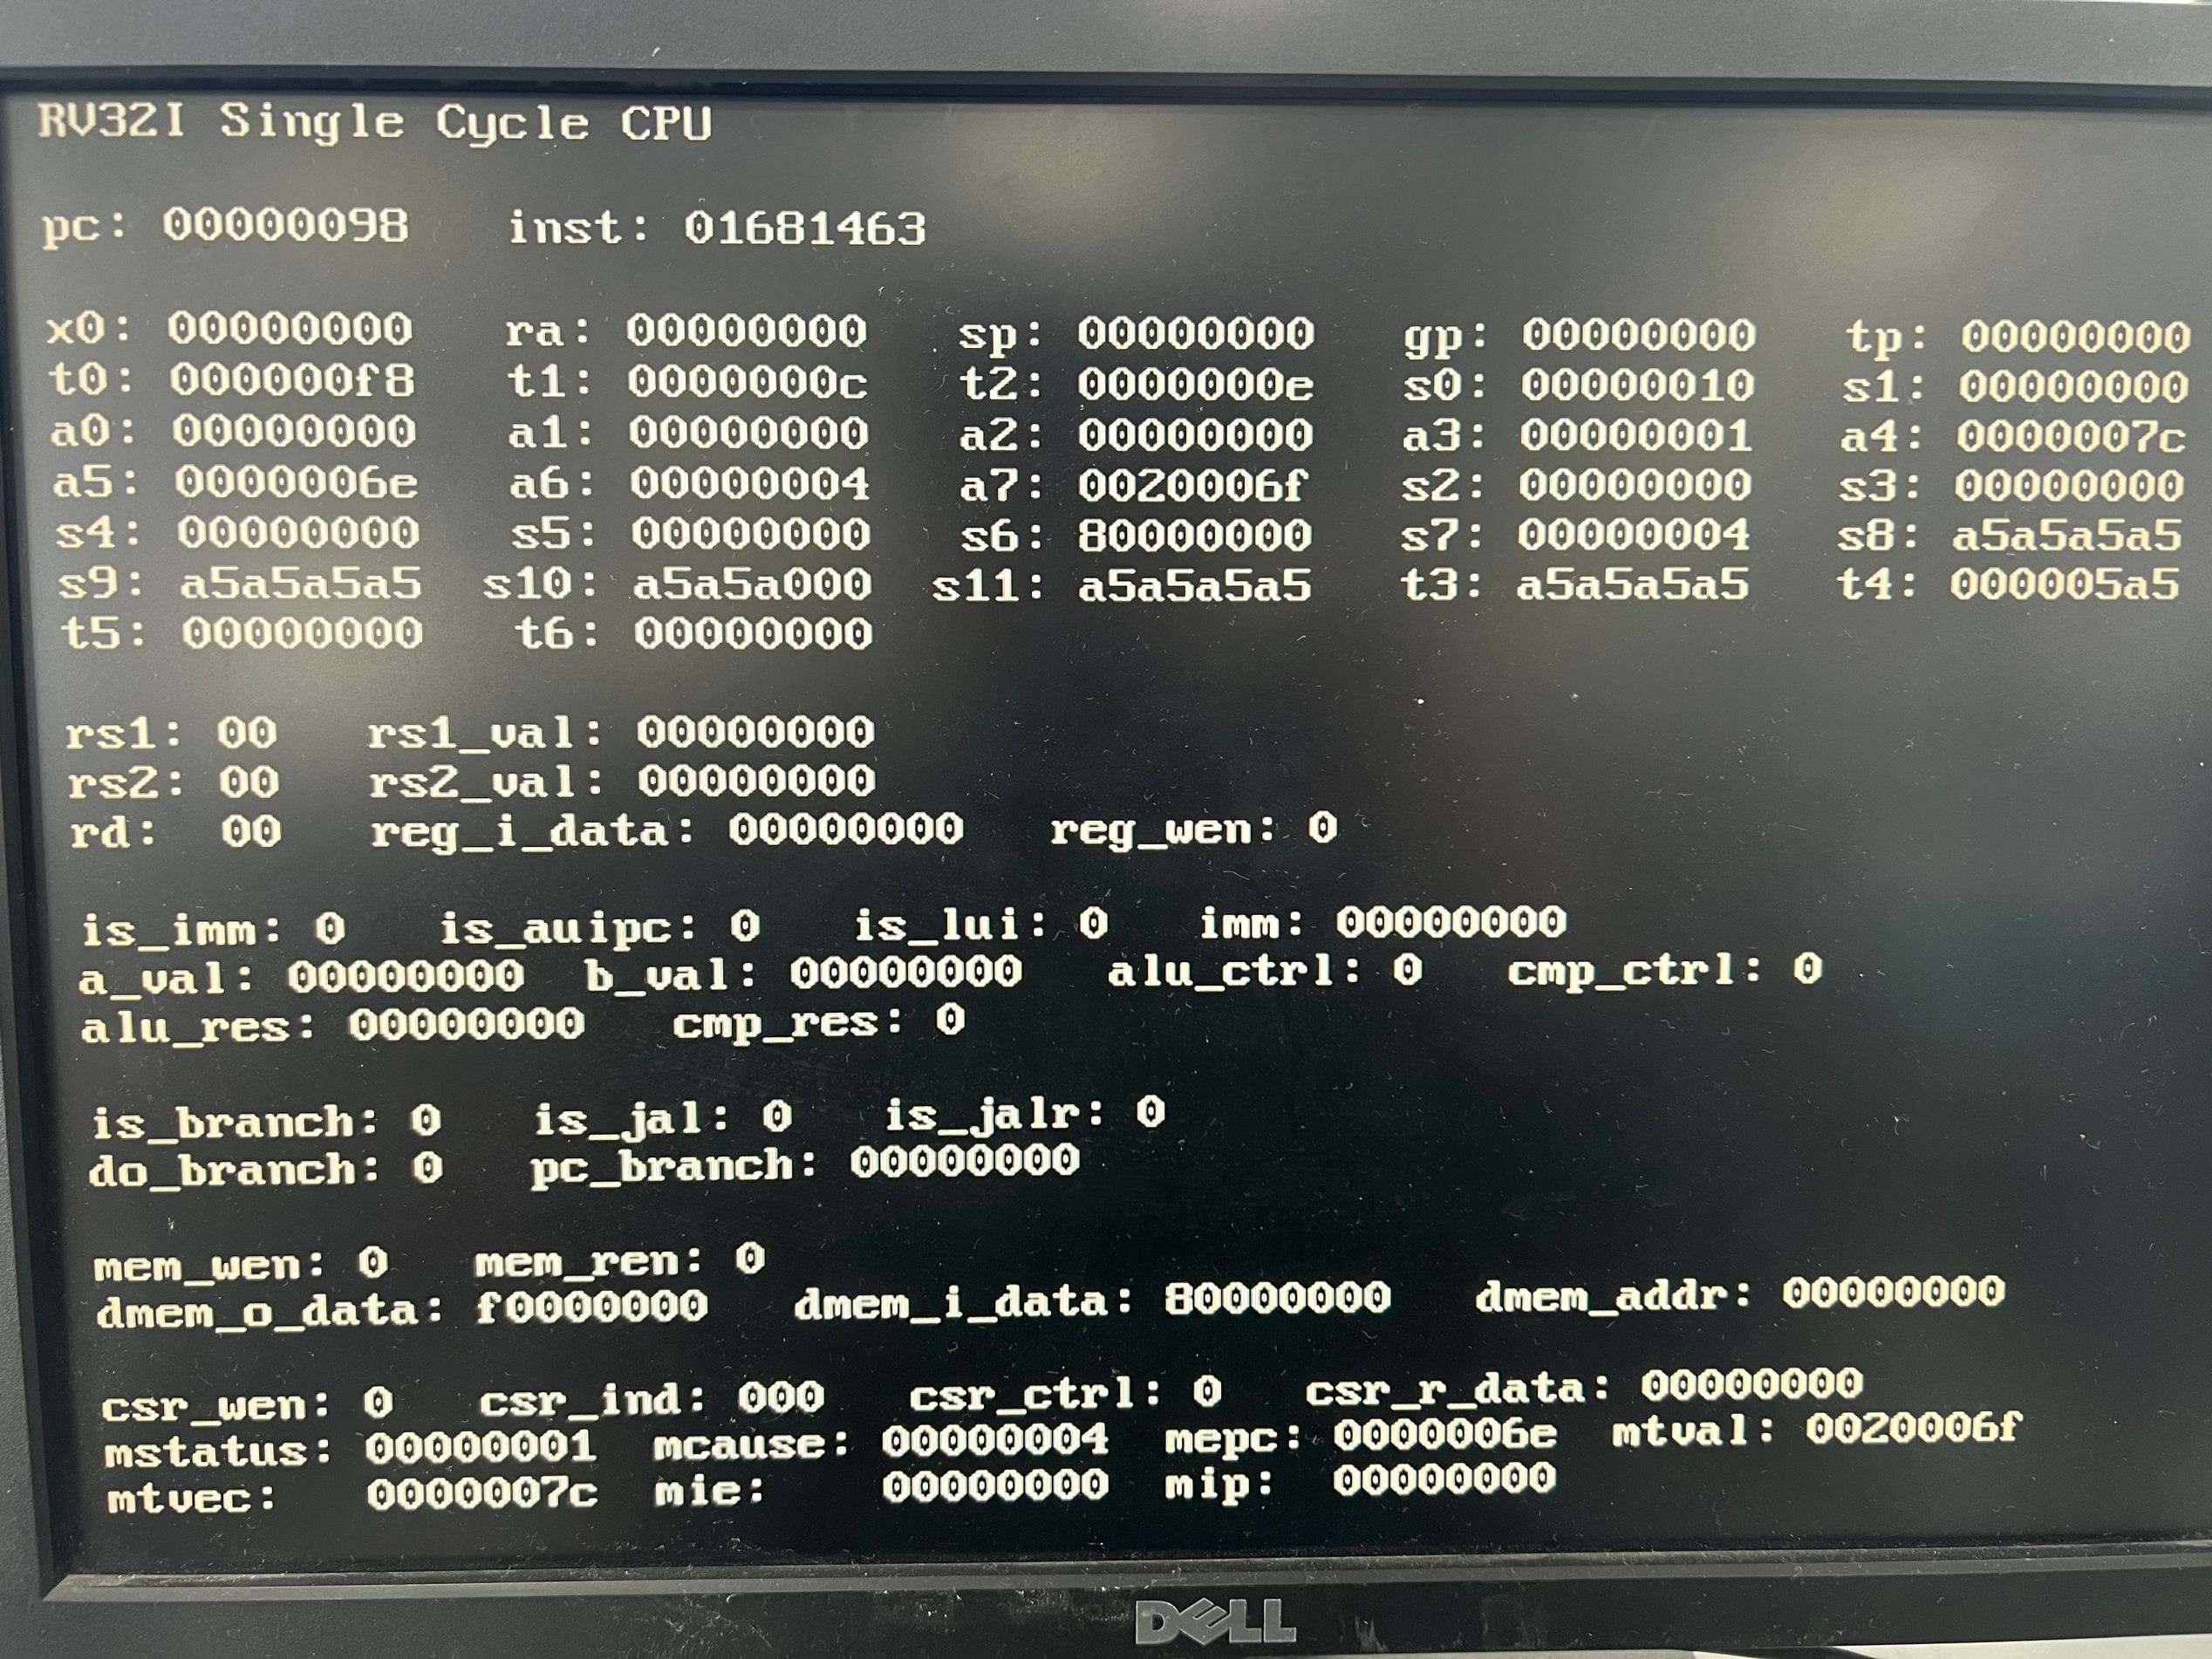 RV32I Single Cycle CPU
pc: 00000098 inst: 01681463
x0: 00000000 ra: 00000000 sp: 00000000 gp: 00000000 tp: 00000000
t0: 000000f8 t1: 0000000c t2: 0000000e s0: 00000010 s1: 00000000
a0: 00000000 a1: 00000000 a2: 00000000 a3: 00000001 a4: 0000007c
a5: 0000006e a6: 00000004 a7: 0020006f s2: 00000000 s3: 00000000
s4: 00000000 s5: 00000000 s6: 80000000 s7: 00000004 s8: a5a5a5a5
s9: a5a5a5a5 s10: a5a5a000 s11: a5a5a5a5 t3: a5a5a5a5 t4: 000005a5
t5: 00000000 t6: 00000000
rs1: 00 rs1_val: 00000000
rs2: 00 rs2_val: 00000000
rd: 00 reg_i_data: 00000000 reg_wen: 0
is_imm: 0 is_auipc: 0 is_lui: 0 imm: 00000000
a_val: 00000000 b_val: 00000000 alu_ctrl: 0 cmp_ctrl: 0
alu_res: 00000000 cmp_res: 0
is_branch: 0 is_jal: 0 is_jalr: 0
do_branch: 0 pc_branch: 00000000
mem_wen: 0 mem_ren: 0
dmem_o_data: f0000000 dmem_i_data: 80000000 dmem_addr: 00000000
csr_wen: 0 csr_ind: 000 csr_ctrl: 0 csr_r_data: 00000000
mstatus: 00000001 mcause: 00000004 mepc: 0000006e mtval: 0020006f
mtvec: 0000007c mie: 00000000 mip: 00000000
DELL